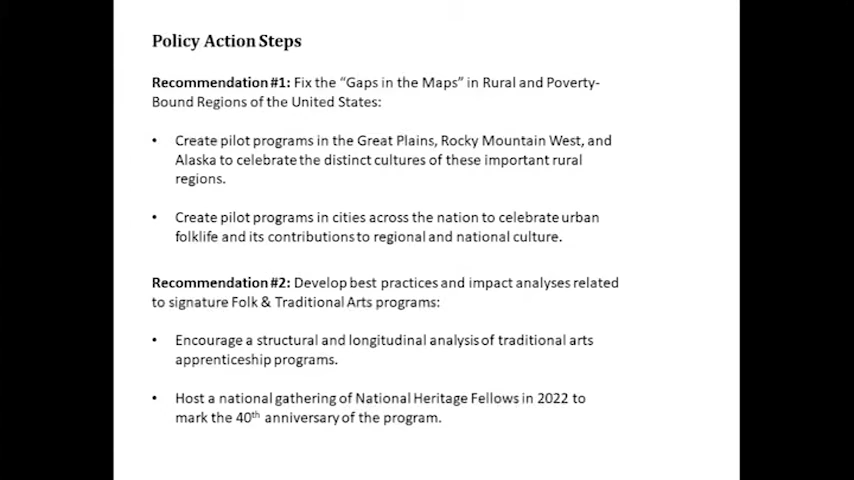 Policy Action Steps
Recommendation #1: Fix the “Gaps in the Maps” in Rural and Poverty-
Bound Regions of the United States:
• Create pilot programs in the Great Plains, Rocky Mountain West, and
Alaska to celebrate the distinct cultures of these important rural
regions.
• Create pilot programs in cities across the nation to celebrate urban
folklife and its contributions to regional and national culture.
Recommendation #2: Develop best practices and impact analyses related
to signature Folk & Traditional Arts programs:
• Encourage a structural and longitudinal analysis of traditional arts
apprenticeship programs.
• Host a national gathering of National Heritage Fellows in 2022 to
mark the 40th anniversary of the program.